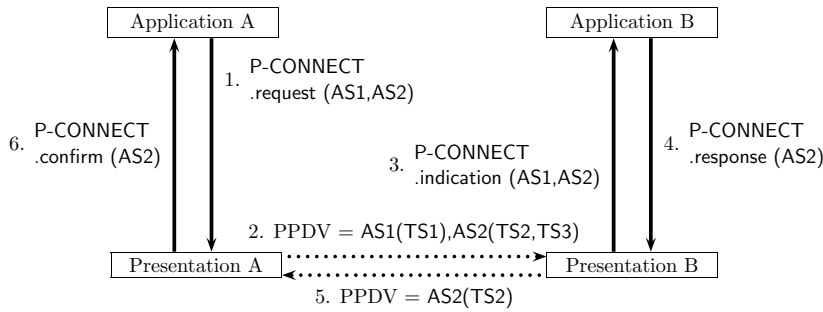 Application A
Application B
1. P-CONNECT
.request (AS1,AS2)
6. P-CONNECT
.confirm (AS2)
3. P-CONNECT
.indication (AS1,AS2)
4. P-CONNECT
.response (AS2)
2. PPDV = AS1(TS1),AS2(TS2,TS3)
Presentation A
Presentation B
5. PPDV = AS2(TS2)